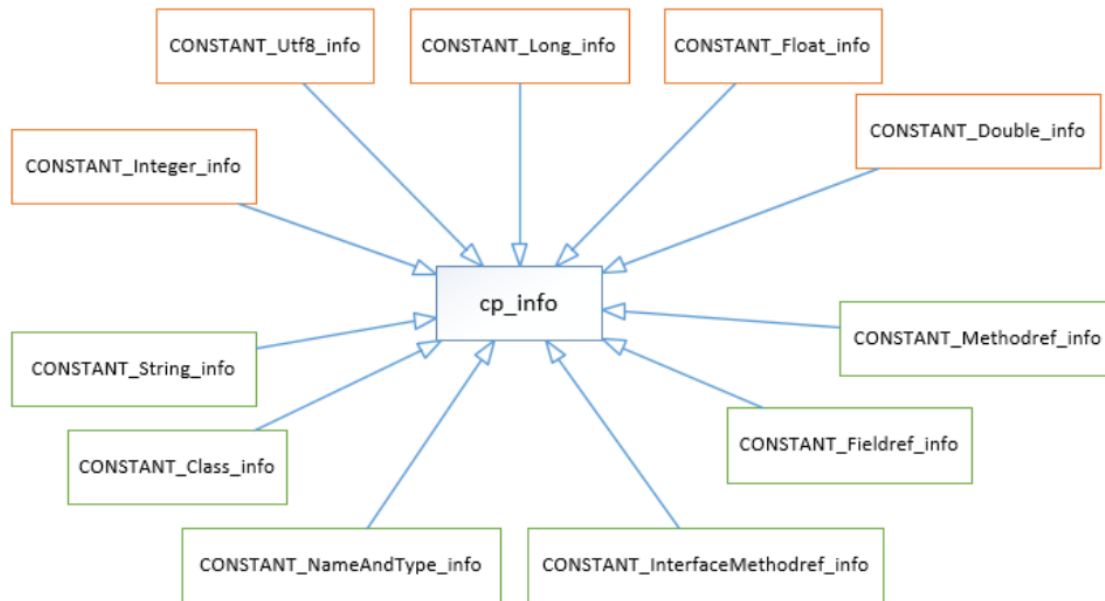 CONSTANT_Utf8_info
CONSTANT_Long_info
CONSTANT_Float_info
CONSTANT_Double_info
CONSTANT_Integer_info
cp_info
CONSTANT_Methodref_info
CONSTANT_String_info
CONSTANT_Fieldref_info
CONSTANT_Class_info
CONSTANT_NameAndType_info
CONSTANT_InterfaceMethodref_info